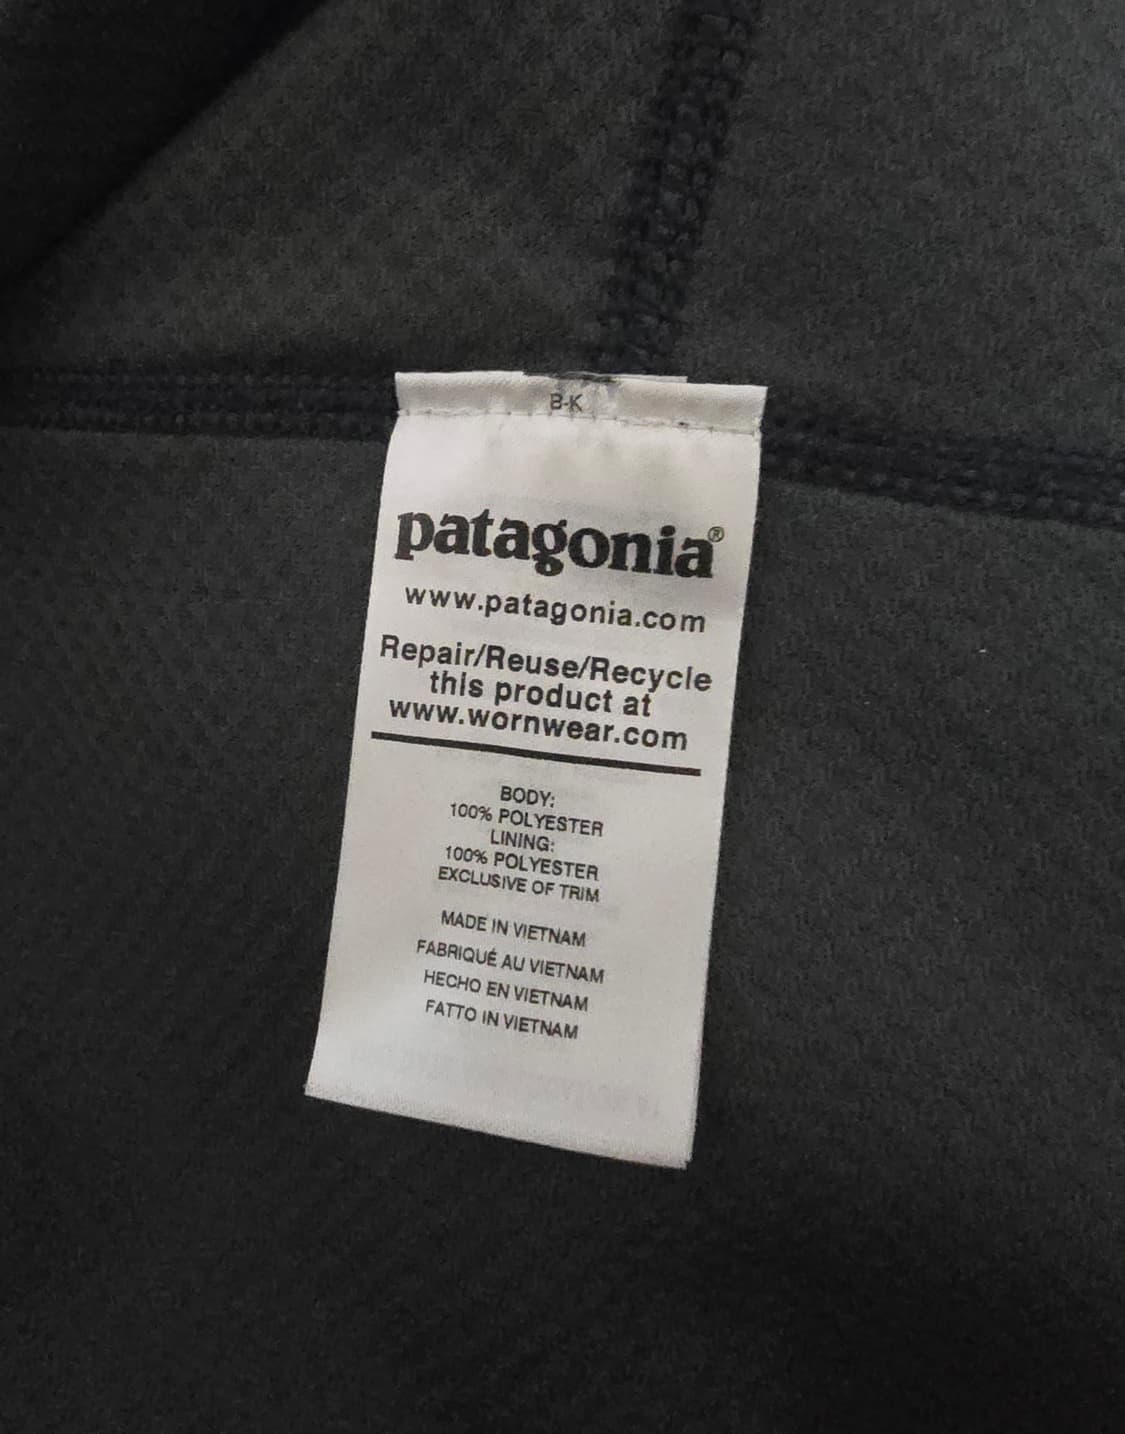 B-K
patagonia®
www.patagonia.com
Repair/Reuse/Recycle
this product at
www.wornwear.com
BODY:
100% POLYESTER
LINING:
100% POLYESTER
EXCLUSIVE OF TRIM
MADE IN VIETNAM
FABRIQUÉ AU VIETNAM
HECHO EN VIETNAM
FATTO IN VIETNAM